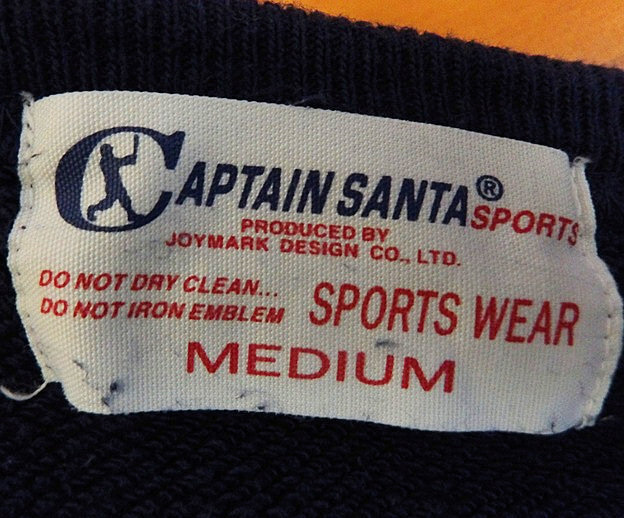 CAPTAIN SANTA® SPORTS
PRODUCED BY
JOYMARK DESIGN CO., LTD.
DO NOT DRY CLEAN...
DO NOT IRON EMBLEM
SPORTS WEAR
MEDIUM